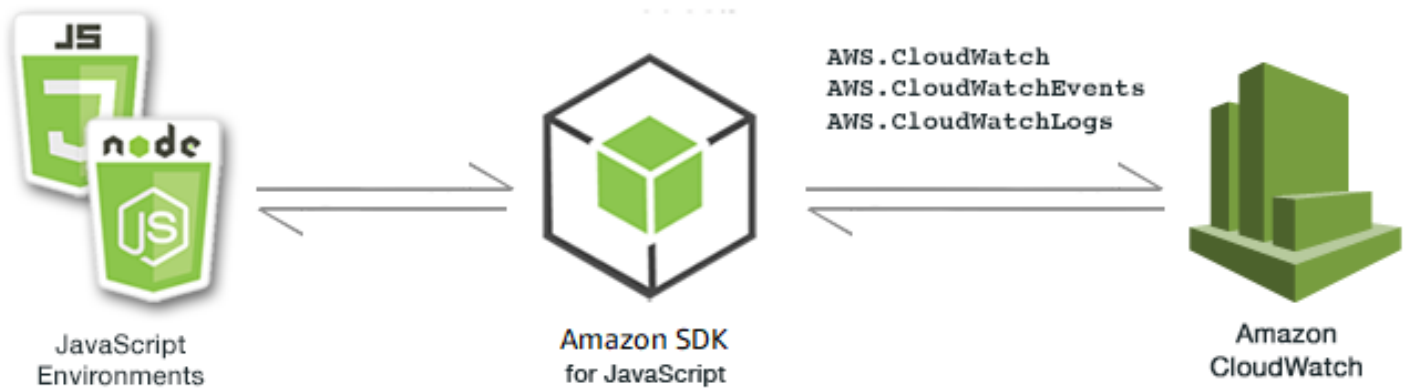 JS
node
JS
JavaScript
Environments
Amazon SDK
for JavaScript
AWS.CloudWatch
AWS.CloudWatchEvents
AWS.CloudWatchLogs
Amazon
CloudWatch